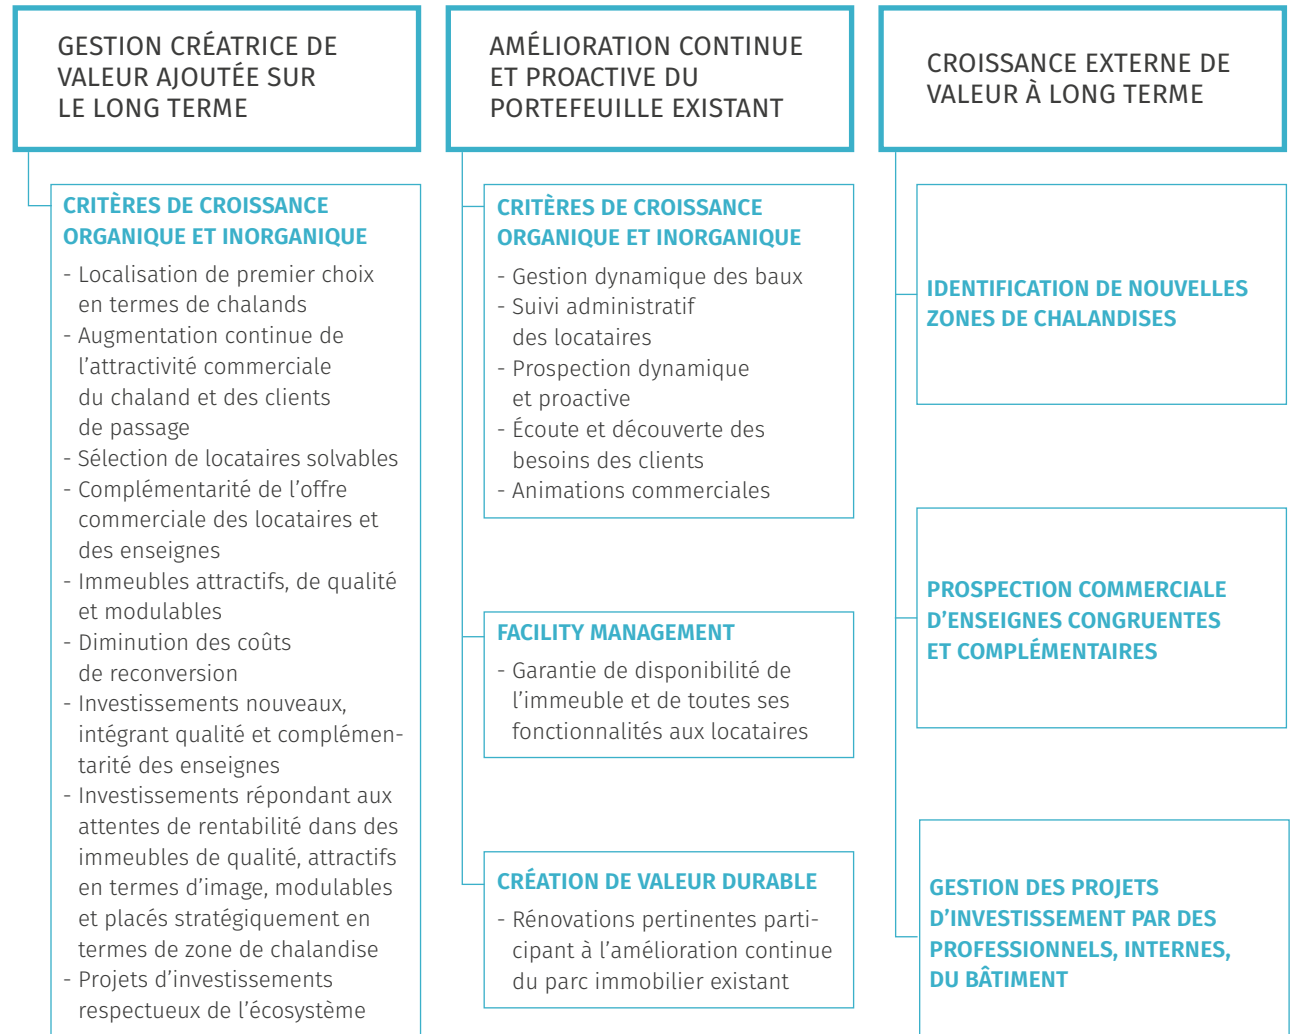 GESTION CRÉATRICE DE
VALEUR AJOUTÉE SUR
LE LONG TERME
CRITÈRES DE CROISSANCE
ORGANIQUE ET INORGANIQUE
- Localisation de premier choix
en termes de chalands
- Augmentation continue de
l’attractivité commerciale
du chaland et des clients
de passage
- Sélection de locataires solvables
- Complémentarité de l’offre
commerciale des locataires et
des enseignes
- Immeubles attractifs, de qualité
et modulables
- Diminution des coûts
de reconversion
- Investissements nouveaux,
intégrant qualité et complémen-
tarité des enseignes
- Investissements répondant aux
attentes de rentabilité dans des
immeubles de qualité, attractifs
en termes d’image, modulables
et placés stratégiquement en
termes de zone de chalandise
- Projets d’investissements
respectueux de l’écosystème
AMÉLIORATION CONTINUE
ET PROACTIVE DU
PORTEFEUILLE EXISTANT
CRITÈRES DE CROISSANCE
ORGANIQUE ET INORGANIQUE
- Gestion dynamique des baux
- Suivi administratif
des locataires
- Prospection dynamique
et proactive
- Écoute et découverte des
besoins des clients
- Animations commerciales
FACILITY MANAGEMENT
- Garantie de disponibilité de
l’immeuble et de toutes ses
fonctionnalités aux locataires
CRÉATION DE VALEUR DURABLE
- Rénovations pertinentes parti-
cipant à l’amélioration continue
du parc immobilier existant
CROISSANCE EXTERNE DE
VALEUR À LONG TERME
IDENTIFICATION DE NOUVELLES
ZONES DE CHALANDISES
PROSPECTION COMMERCIALE
D’ENSEIGNES CONGRUENTES
ET COMPLÉMENTAIRES
GESTION DES PROJETS
D’INVESTISSEMENT PAR DES
PROFESSIONNELS, INTERNES,
DU BÂTIMENT